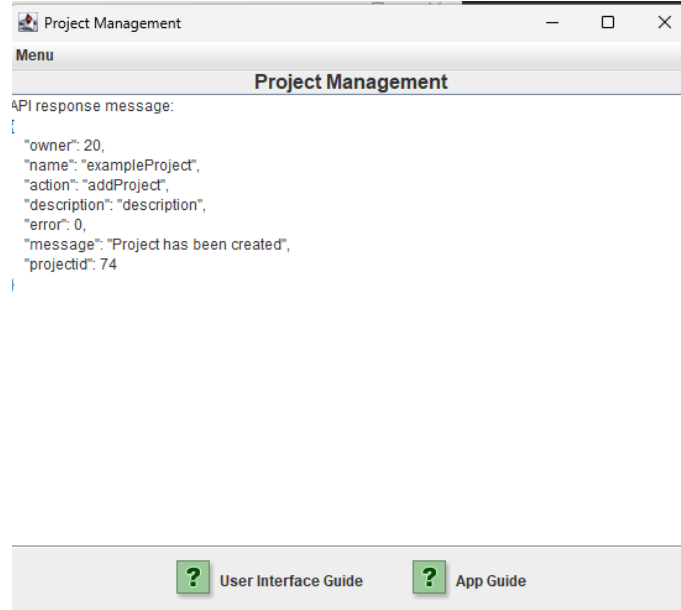 Project Management
Menu
Project Management
API response message:
{
"owner": 20,
"name": "exampleProject",
"action": "addProject",
"description": "description",
"error": 0,
"message": "Project has been created",
"projectid": 74
}
? User Interface Guide ? App Guide